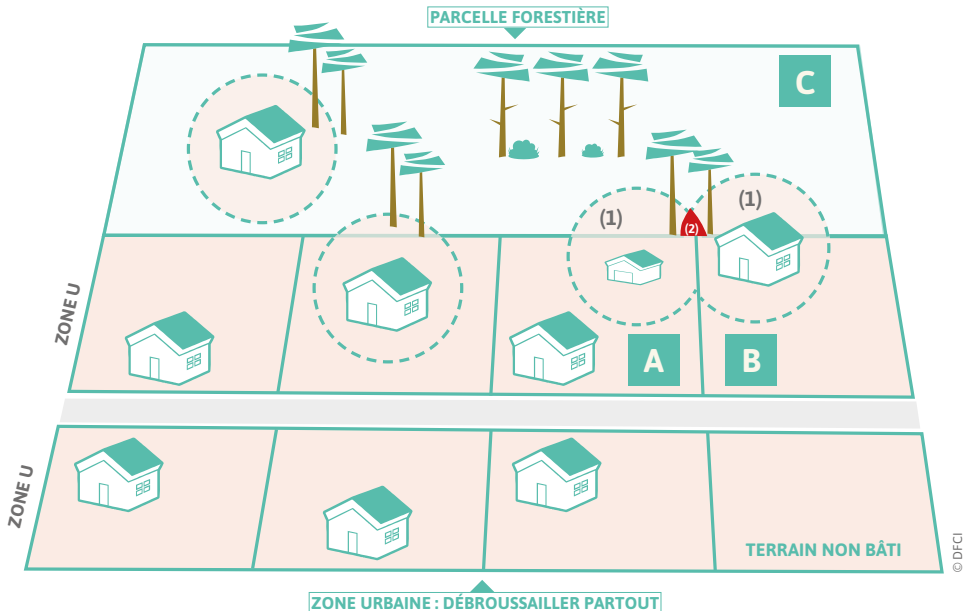 PARCELLE FORESTIÈRE
C
(1)
(1)
(2)
ZONE U
A
B
ZONE U
TERRAIN NON BÂTI
© DFCI
ZONE URBAINE : DÉBROUSSAILLER PARTOUT